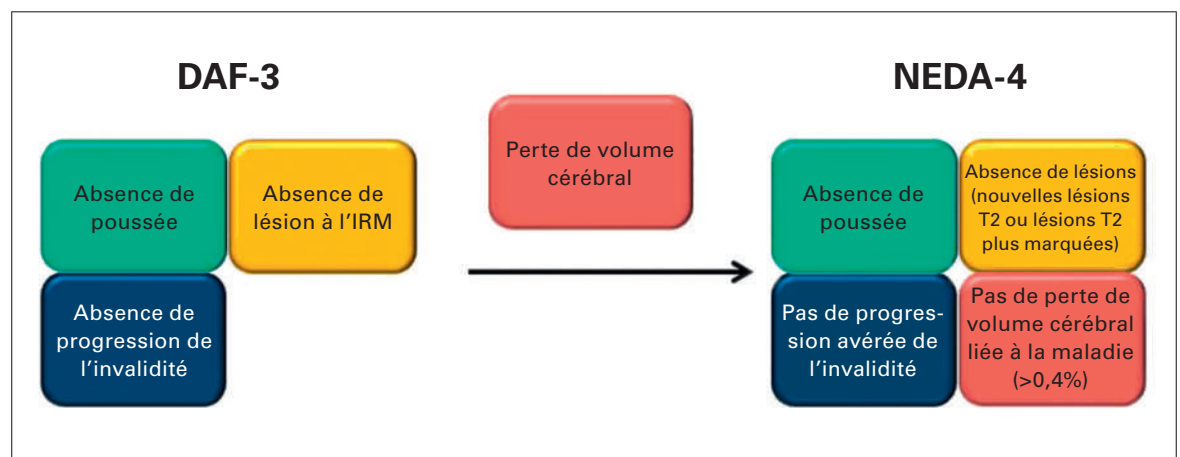 DAF-3
Absence de
poussée
Absence de
lésion à l'IRM
Absence de
progression de
l'invalidité
Perte de volume
cérébral
NEDA-4
Absence de
poussée
Absence de lésions
(nouvelles lésions
T2 ou lésions T2
plus marquées)
Pas de progres-
sion avérée de
l'invalidité
Pas de perte de
volume cérébral
liée à la maladie
(>0,4%)